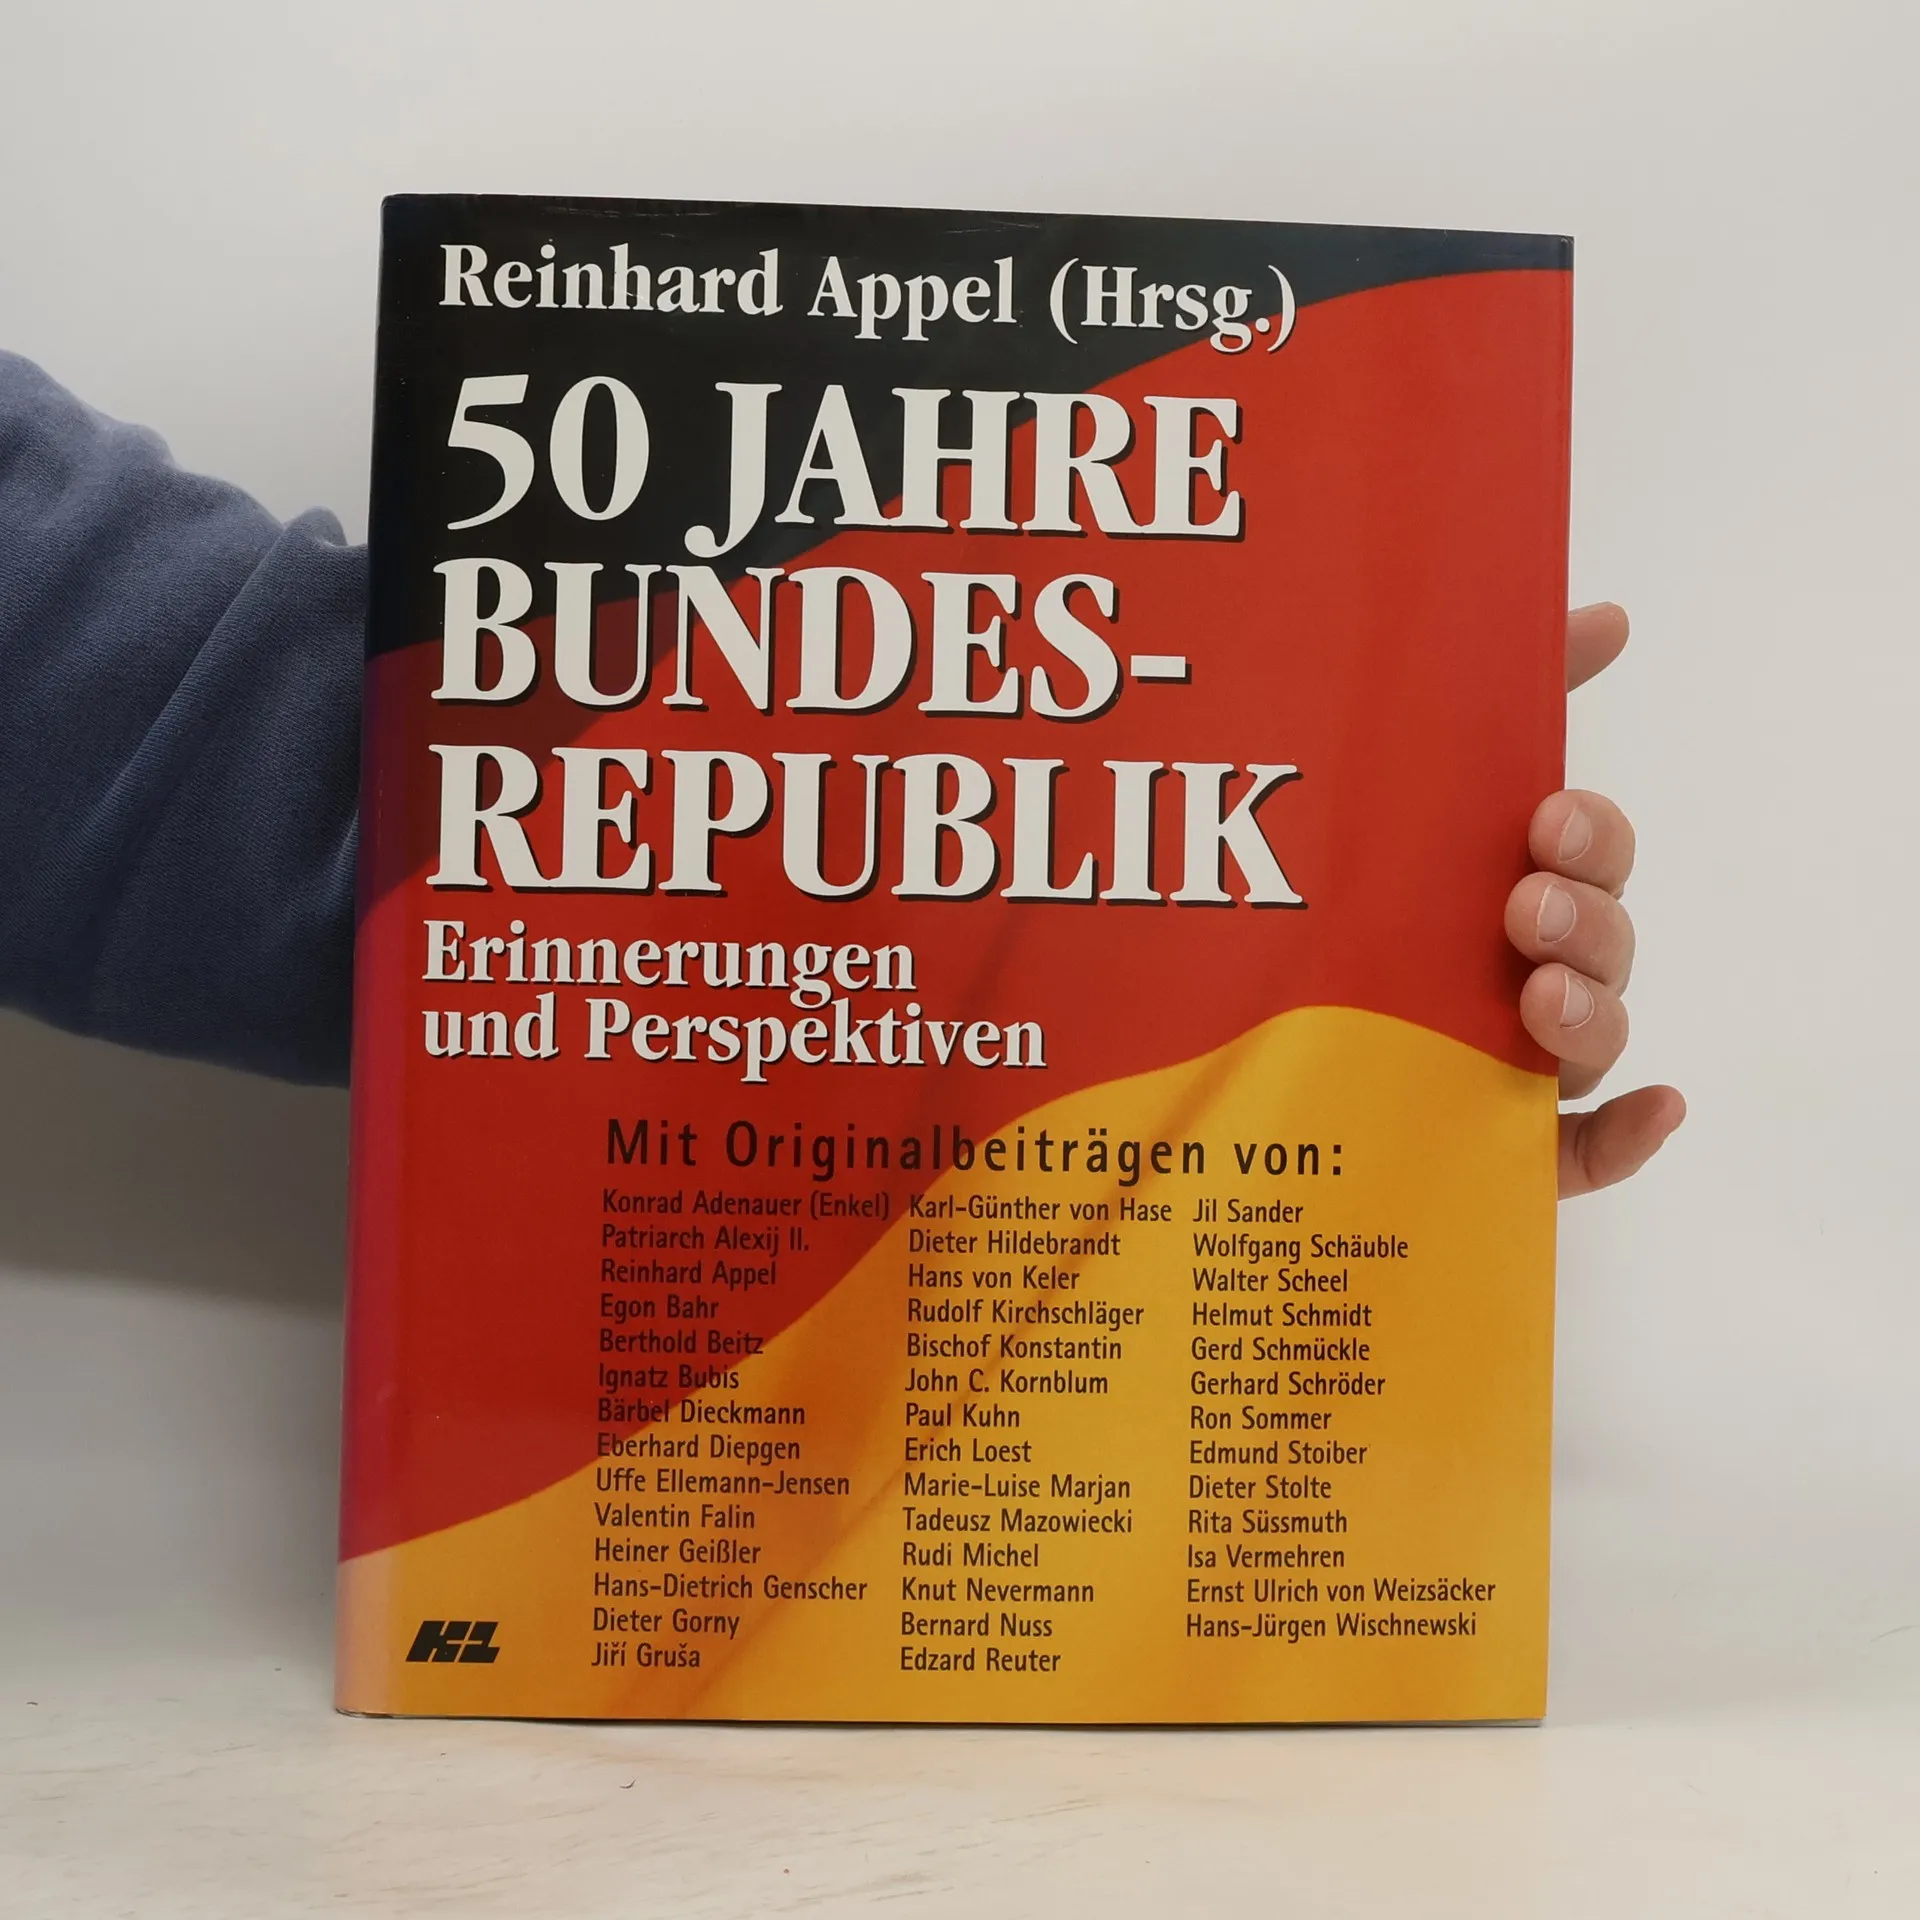 Reinhard Appel (Hrsg.)
50 JAHRE
BUNDES-
REPUBLIK
Erinnerungen
und Perspektiven
Mit Originalbeiträgen von:
Konrad Adenauer (Enkel)
Patriarch Alexij II.
Reinhard Appel
Egon Bahr
Berthold Beitz
Ignatz Bubis
Bärbel Dieckmann
Eberhard Diepgen
Uffe Ellemann-Jensen
Valentin Falin
Heiner Geißler
Hans-Dietrich Genscher
Dieter Gorny
Jiří Gruša
Karl-Günther von Hase
Dieter Hildebrandt
Hans von Keler
Rudolf Kirchschläger
Bischof Konstantin
John C. Kornblum
Paul Kuhn
Erich Loest
Marie-Luise Marjan
Tadeusz Mazowiecki
Rudi Michel
Knut Nevermann
Bernard Nuss
Edzard Reuter
Jil Sander
Wolfgang Schäuble
Walter Scheel
Helmut Schmidt
Gerd Schmückle
Gerhard Schröder
Ron Sommer
Edmund Stoiber
Dieter Stolte
Rita Süssmuth
Isa Vermehren
Ernst Ulrich von Weizsäcker
Hans-Jürgen Wischnewski